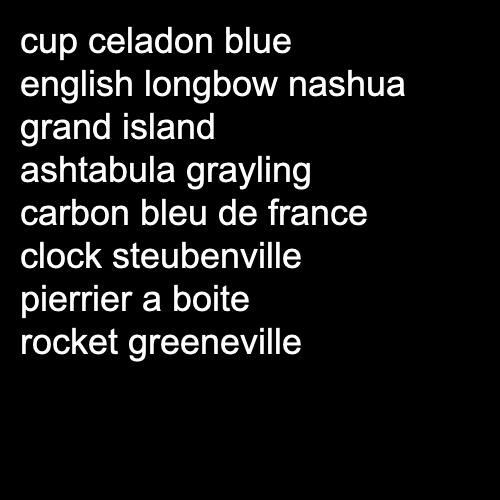 cup celadon blue
english longbow nashua
grand island
ashtabula grayling
carbon bleu de france
clock steubenville
pierrier a boite
rocket greeneville